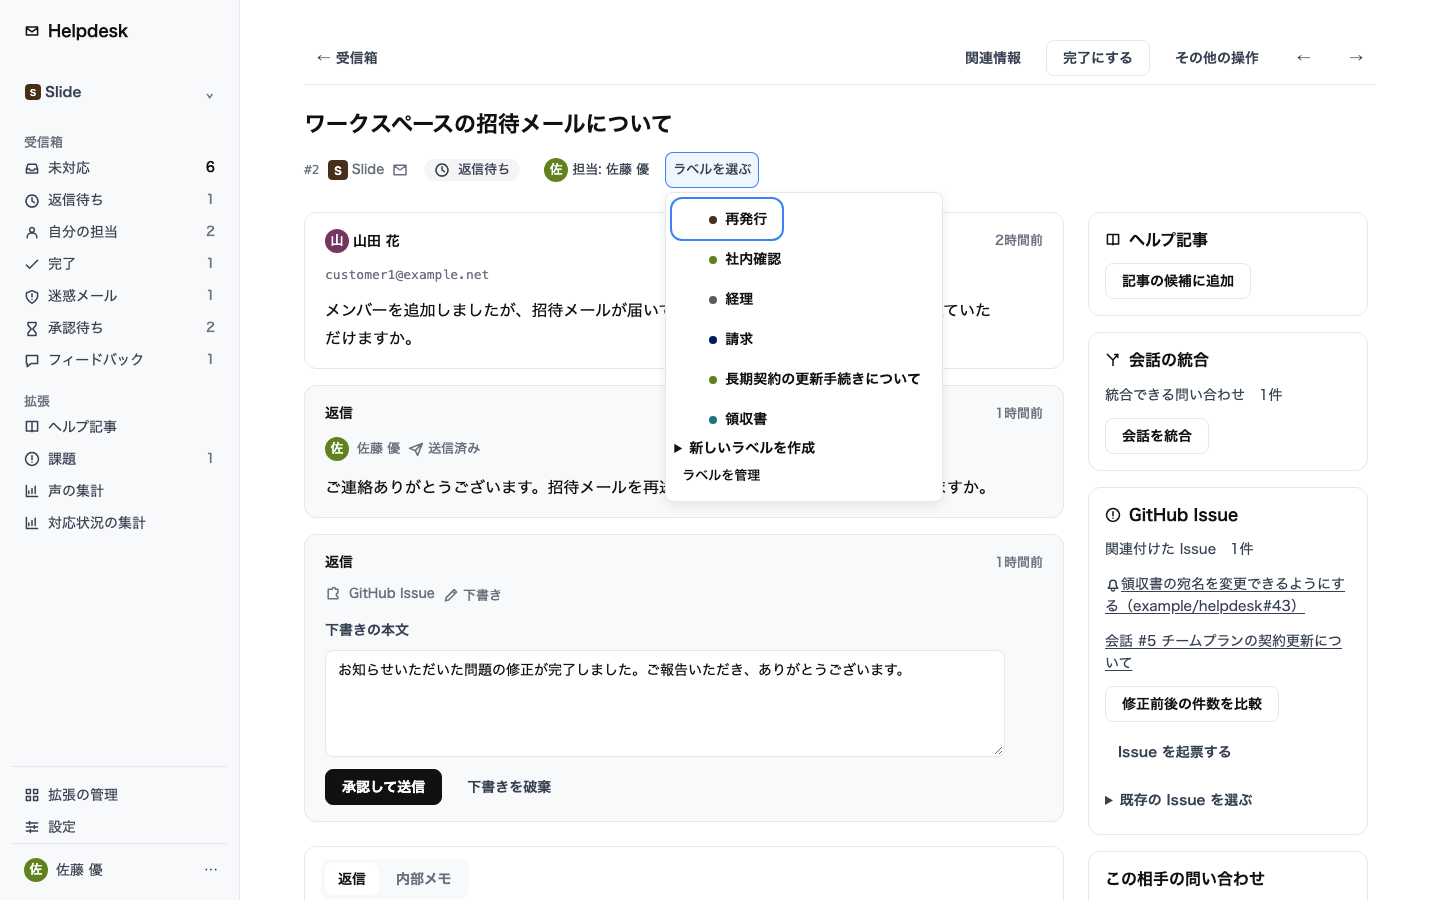 Helpdesk
S Slide
受信箱
未対応 6
返信待ち 1
自分の担当 2
完了 1
迷惑メール 1
承認待ち 2
フィードバック 1
拡張
ヘルプ記事
課題 1
声の集計
対応状況の集計
拡張の管理
設定
佐 佐藤 優 …
← 受信箱
関連情報 完了にする その他の操作 ← →
ワークスペースの招待メールについて
#2 S Slide 返信待ち 佐 担当: 佐藤 優 ラベルを選ぶ
再発行
社内確認
経理
請求
長期契約の更新手続きについて
領収書
▶ 新しいラベルを作成
ラベルを管理
山 山田 花 2時間前
customer1@example.net
メンバーを追加しましたが、招待メールが届い ていた
だけますか。
返信 1時間前
佐 佐藤 優 送信済み
ご連絡ありがとうございます。招待メールを再 ますか。
返信 1時間前
GitHub Issue 下書き
下書きの本文
お知らせいただいた問題の修正が完了しました。ご報告いただき、ありがとうございます。
承認して送信 下書きを破棄
返信 内部メモ
ヘルプ記事
記事の候補に追加
会話の統合
統合できる問い合わせ 1件
会話を統合
GitHub Issue
関連付けた Issue 1件
領収書の宛名を変更できるようにす
る（example/helpdesk#43）
会話 #5 チームプランの契約更新につ
いて
修正前後の件数を比較
Issue を起票する
▶ 既存の Issue を選ぶ
この相手の問い合わせ